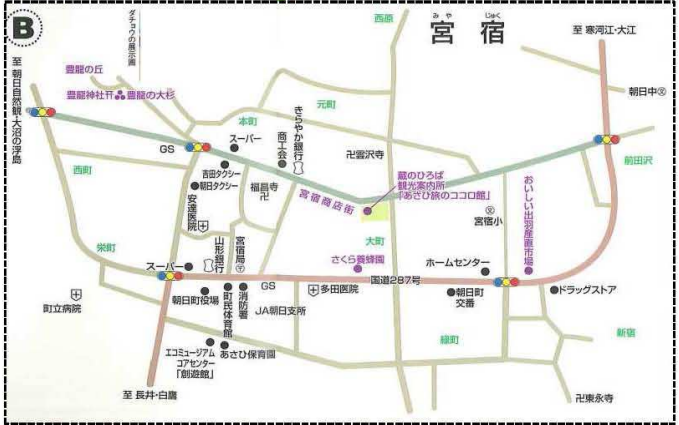 B
ダチョウの展示圃
宮宿
みや
じゅく
西原
至 寒河江・大江
至 朝日自然観・大沼の浮島
豊龍の丘
豊龍神社
豊龍の大杉
朝日中
元町
本町
きらやか銀行
商工会
スーパー
GS
卍雲沢寺
前田沢
西町
吉田タクシー
朝日タクシー
福昌寺
卍
宮宿商店街
蔵のひろば
観光案内所
「あさひ旅のココロ館」
おいしい出羽産直市場
宮宿小
安達医院
栄町
山形銀行
宮宿局
大町
さくら養蜂園
ホームセンター
スーパー
国道287号
GS
朝日町役場
町民体育館
消防署
多田医院
朝日町
交番
ドラッグストア
町立病院
JA朝日支所
新宿
緑町
エコミュージアム
コアセンター
「創遊館」
あさひ保育園
至 長井・白鷹
卍東永寺